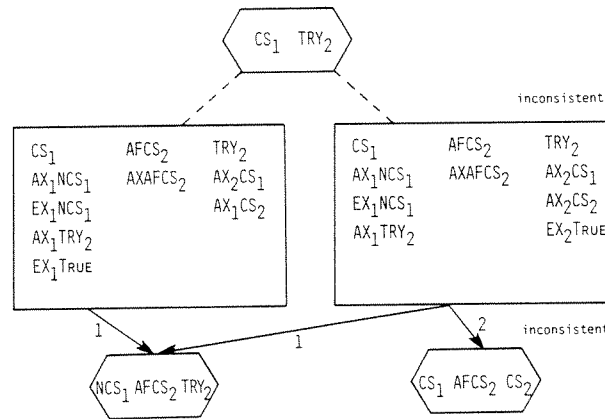 CS₁ TRY₂
inconsistent
CS₁ AFCS₂ TRY₂
AX₁NCS₁ AXAFCS₂ AX₂CS₁
EX₁NCS₁ AX₁CS₂
AX₁TRY₂
EX₁TRUE
CS₁ AFCS₂ TRY₂
AX₁NCS₁ AXAFCS₂ AX₂CS₁
EX₁NCS₁ AX₂CS₂
AX₁TRY₂ EX₂TRUE
1 1 2 inconsistent
NCS₁ AFCS₂ TRY₂
CS₁ AFCS₂ CS₂